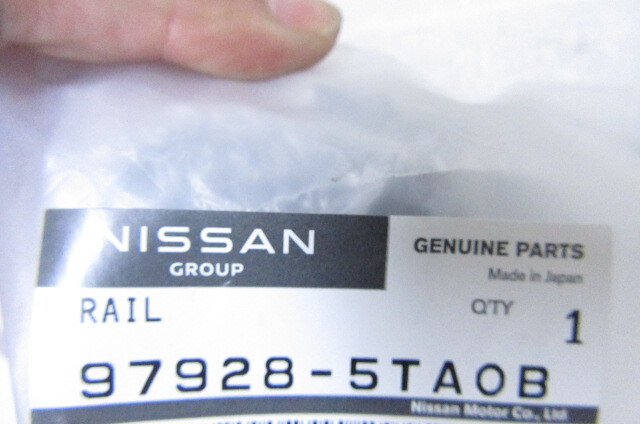 NISSAN
GROUP
GENUINE PARTS
Made in Japan
RAIL
Q'TY 1
97928-5TA0B
Nissan Motor Co., Ltd